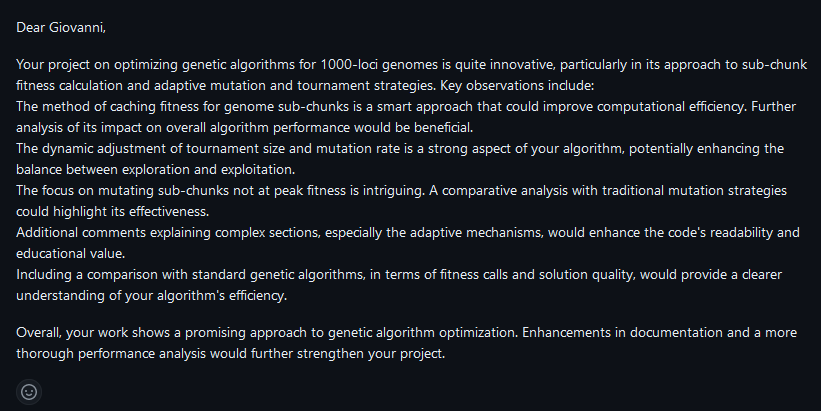 Dear Giovanni,
Your project on optimizing genetic algorithms for 1000-loci genomes is quite innovative, particularly in its approach to sub-chunk
fitness calculation and adaptive mutation and tournament strategies. Key observations include:
The method of caching fitness for genome sub-chunks is a smart approach that could improve computational efficiency. Further
analysis of its impact on overall algorithm performance would be beneficial.
The dynamic adjustment of tournament size and mutation rate is a strong aspect of your algorithm, potentially enhancing the
balance between exploration and exploitation.
The focus on mutating sub-chunks not at peak fitness is intriguing. A comparative analysis with traditional mutation strategies
could highlight its effectiveness.
Additional comments explaining complex sections, especially the adaptive mechanisms, would enhance the code's readability and
educational value.
Including a comparison with standard genetic algorithms, in terms of fitness calls and solution quality, would provide a clearer
understanding of your algorithm's efficiency.
Overall, your work shows a promising approach to genetic algorithm optimization. Enhancements in documentation and a more
thorough performance analysis would further strengthen your project.